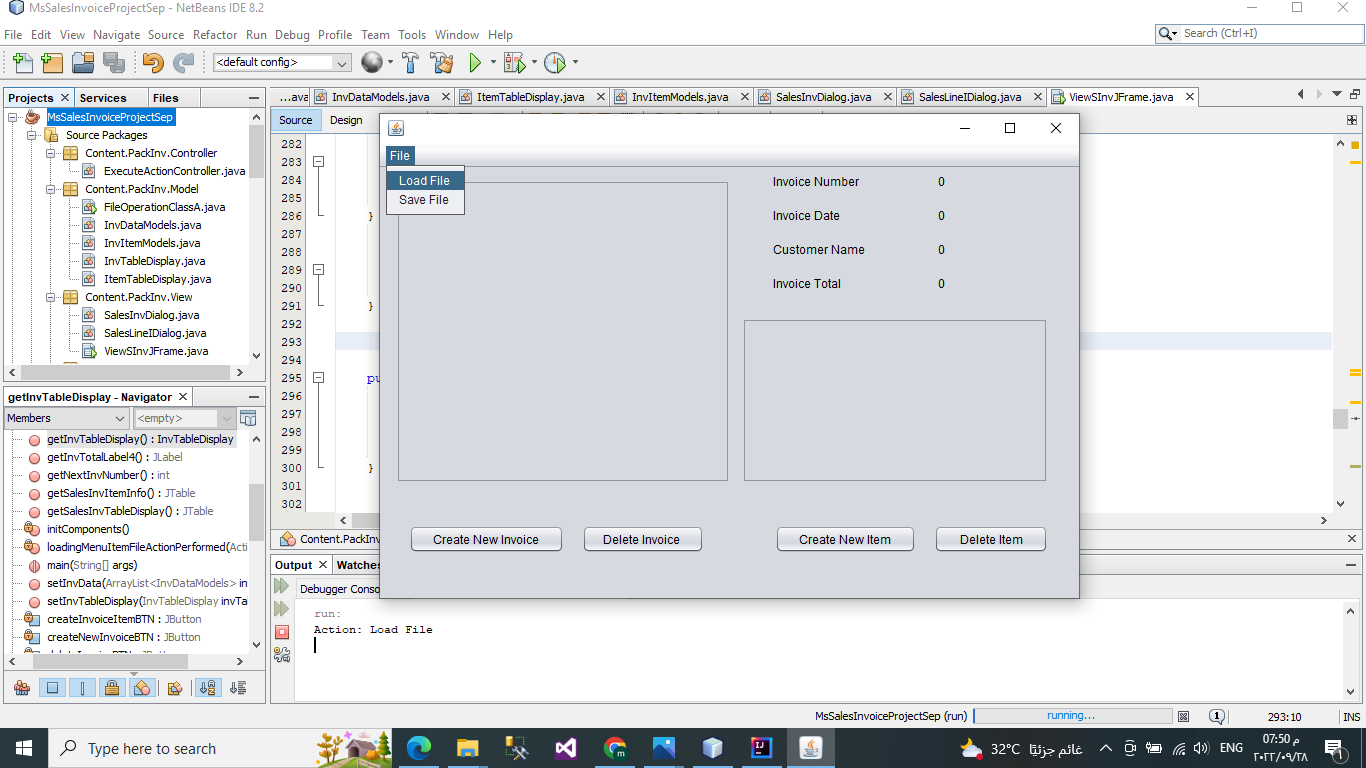 MsSalesInvoiceProjectSep - NetBeans IDE 8.2
File Edit View Navigate Source Refactor Run Debug Profile Team Tools Window Help
Search (Ctrl+I)
<default config>
Projects Services Files
MsSalesInvoiceProjectSep
Source Packages
Content.PackInv.Controller
ExecuteActionController.java
Content.PackInv.Model
FileOperationClassA.java
InvDataModels.java
InvItemModels.java
InvTableDisplay.java
ItemTableDisplay.java
Content.PackInv.View
SalesInvDialog.java
SalesLineIDialog.java
ViewSInvJFrame.java
getInvTableDisplay - Navigator
Members
<empty>
getInvTableDisplay() : InvTableDisplay
getInvTotalLabel4() : JLabel
getNextInvNumber() : int
getSalesInvItemInfo() : JTable
getSalesInvTableDisplay() : JTable
initComponents()
loadingMenuItemFileActionPerformed(Acti
main(String[] args)
setInvData(ArrayList<InvDataModels> in
setInvTableDisplay(InvTableDisplay invTa
createInvoiceItemBTN : JButton
createNewInvoiceBTN : JButton
...ava InvDataModels.java ItemTableDisplay.java InvItemModels.java SalesInvDialog.java SalesLineIDialog.java ViewSInvJFrame.java
Source Design
282
283
284
285
286 }
287
288
289
290
291 }
292
293
294
295 pu
296
297
298
299
300 }
301
302
File
Load File
Save File
Invoice Number 0
Invoice Date 0
Customer Name 0
Invoice Total 0
Create New Invoice Delete Invoice Create New Item Delete Item
Content.PackInv
Output Watches
Debugger Conso
run:
Action: Load File
MsSalesInvoiceProjectSep (run) running... 1 293:10 INS
Type here to search
32°C غائم جزئيًا ENG
07:50 م
٢٠٢٢/٠٩/٢٨
1